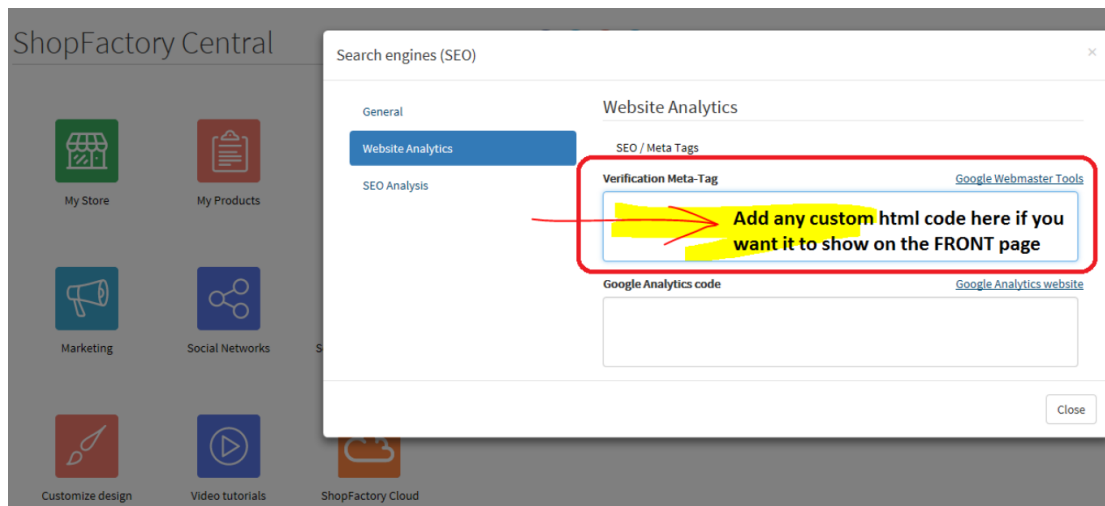 ShopFactory Central
Search engines (SEO)
×
General
Website Analytics
SEO Analysis
Website Analytics
SEO / Meta Tags
Verification Meta-Tag
Google Webmaster Tools
Add any custom html code here if you
want it to show on the FRONT page
Google Analytics code
Google Analytics website
Close
My Store
My Products
Marketing
Social Networks
Customize design
Video tutorials
ShopFactory Cloud